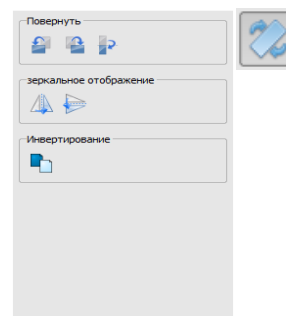 Повернуть
зеркальное отображение
Инвертирование